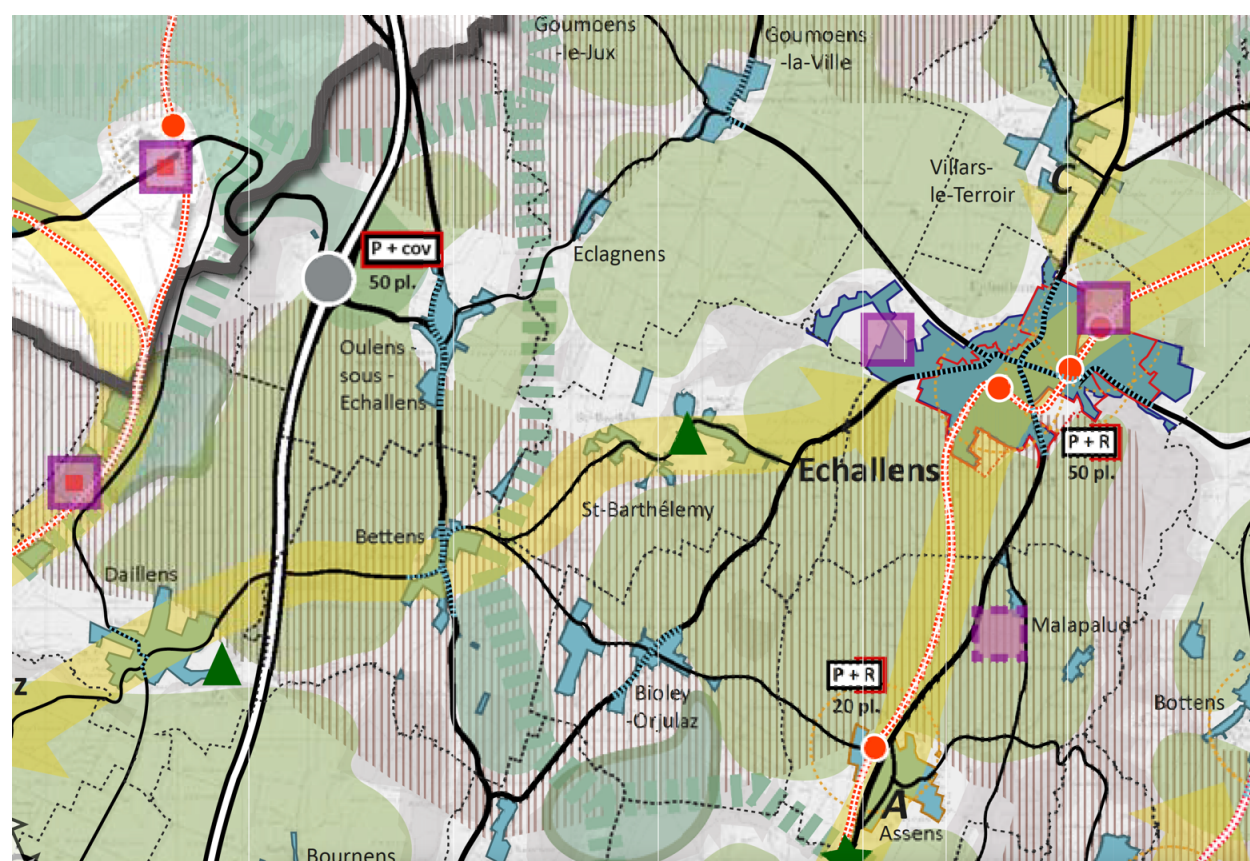 Goumoens
-le-Jux
Goumoens
-la-Ville
Villars-
le-Terroir
C
P + cov
50 pl.
Eclagnens
Oulens -
sous -
Echallens
P + R
50 pl.
Echallens
St-Barthélemy
Bettens
Daillens
Malapalud
z
P + R
20 pl.
Bioley
-Orjulaz
Bottens
A
Assens
Bournens